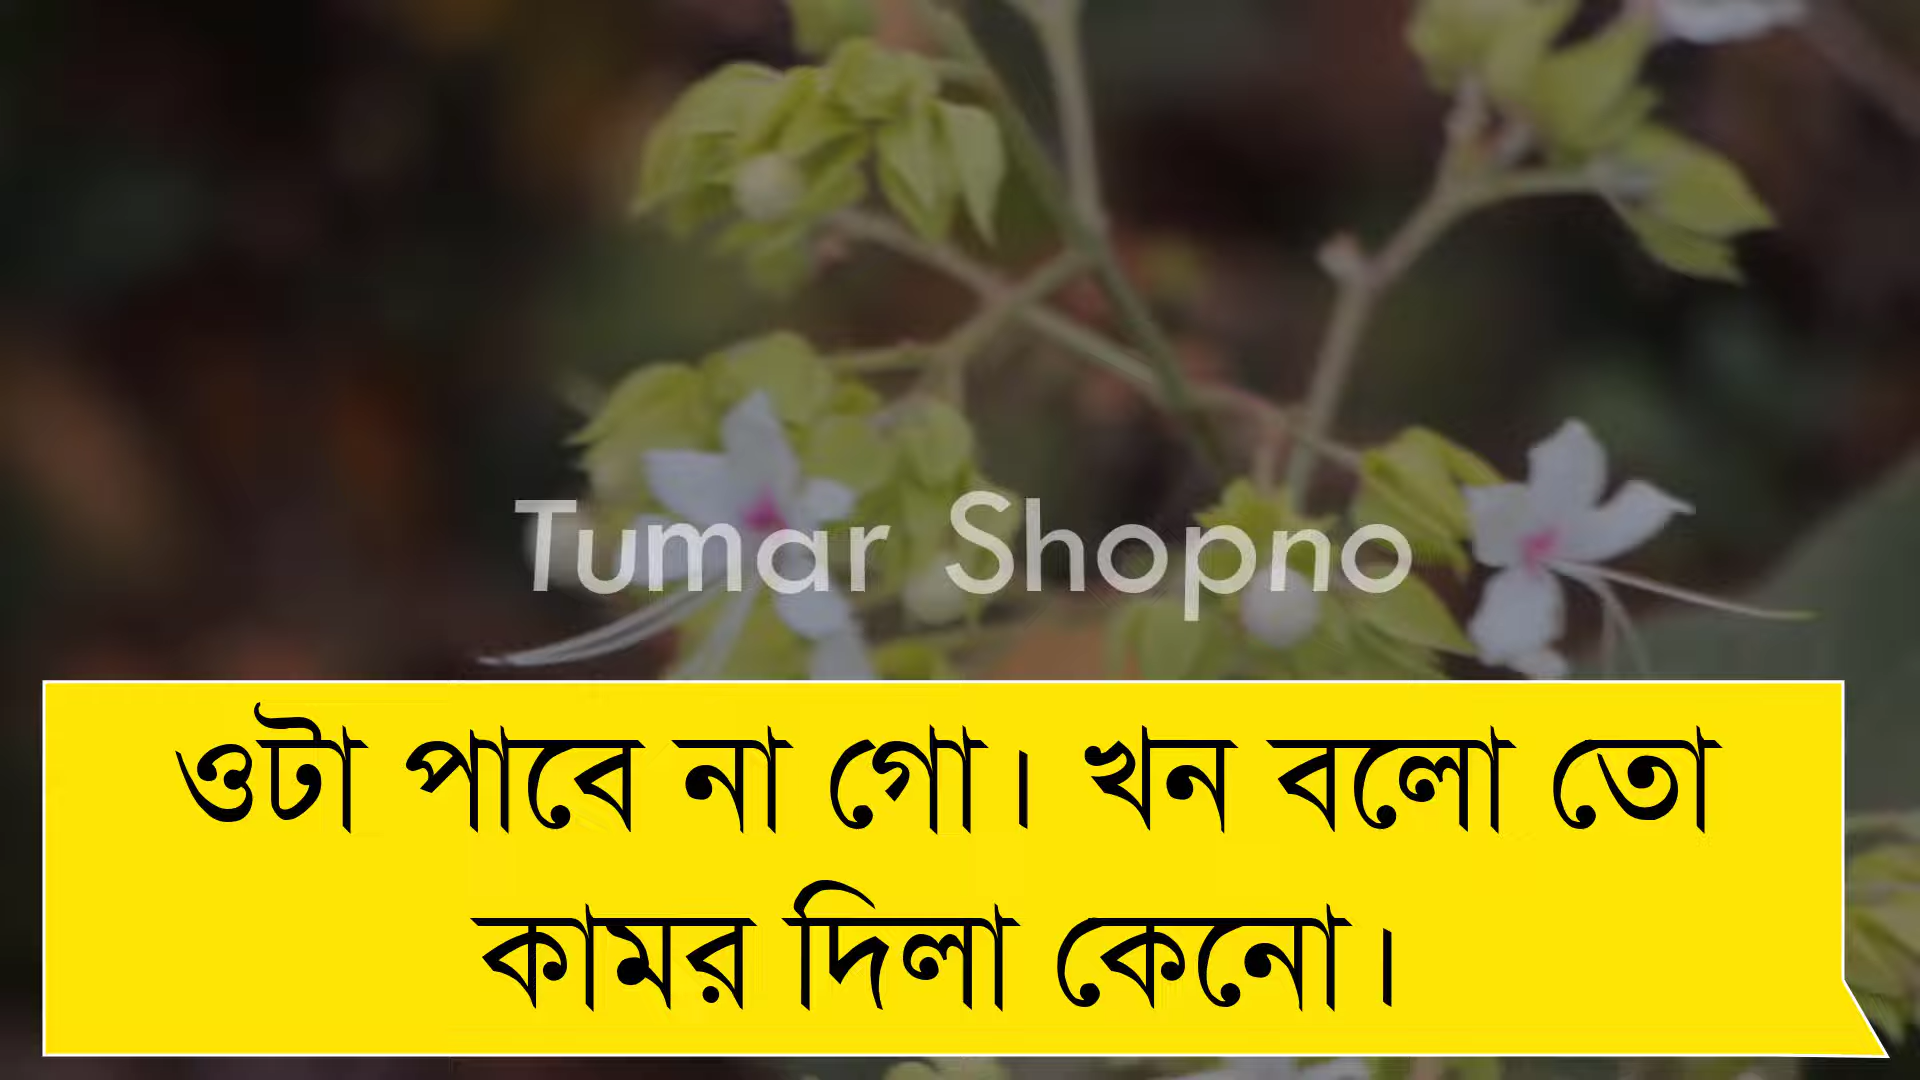 Tumar Shopno
ওটা পাবে না গো। খন বলো তো
কামর দিলা কেনো।